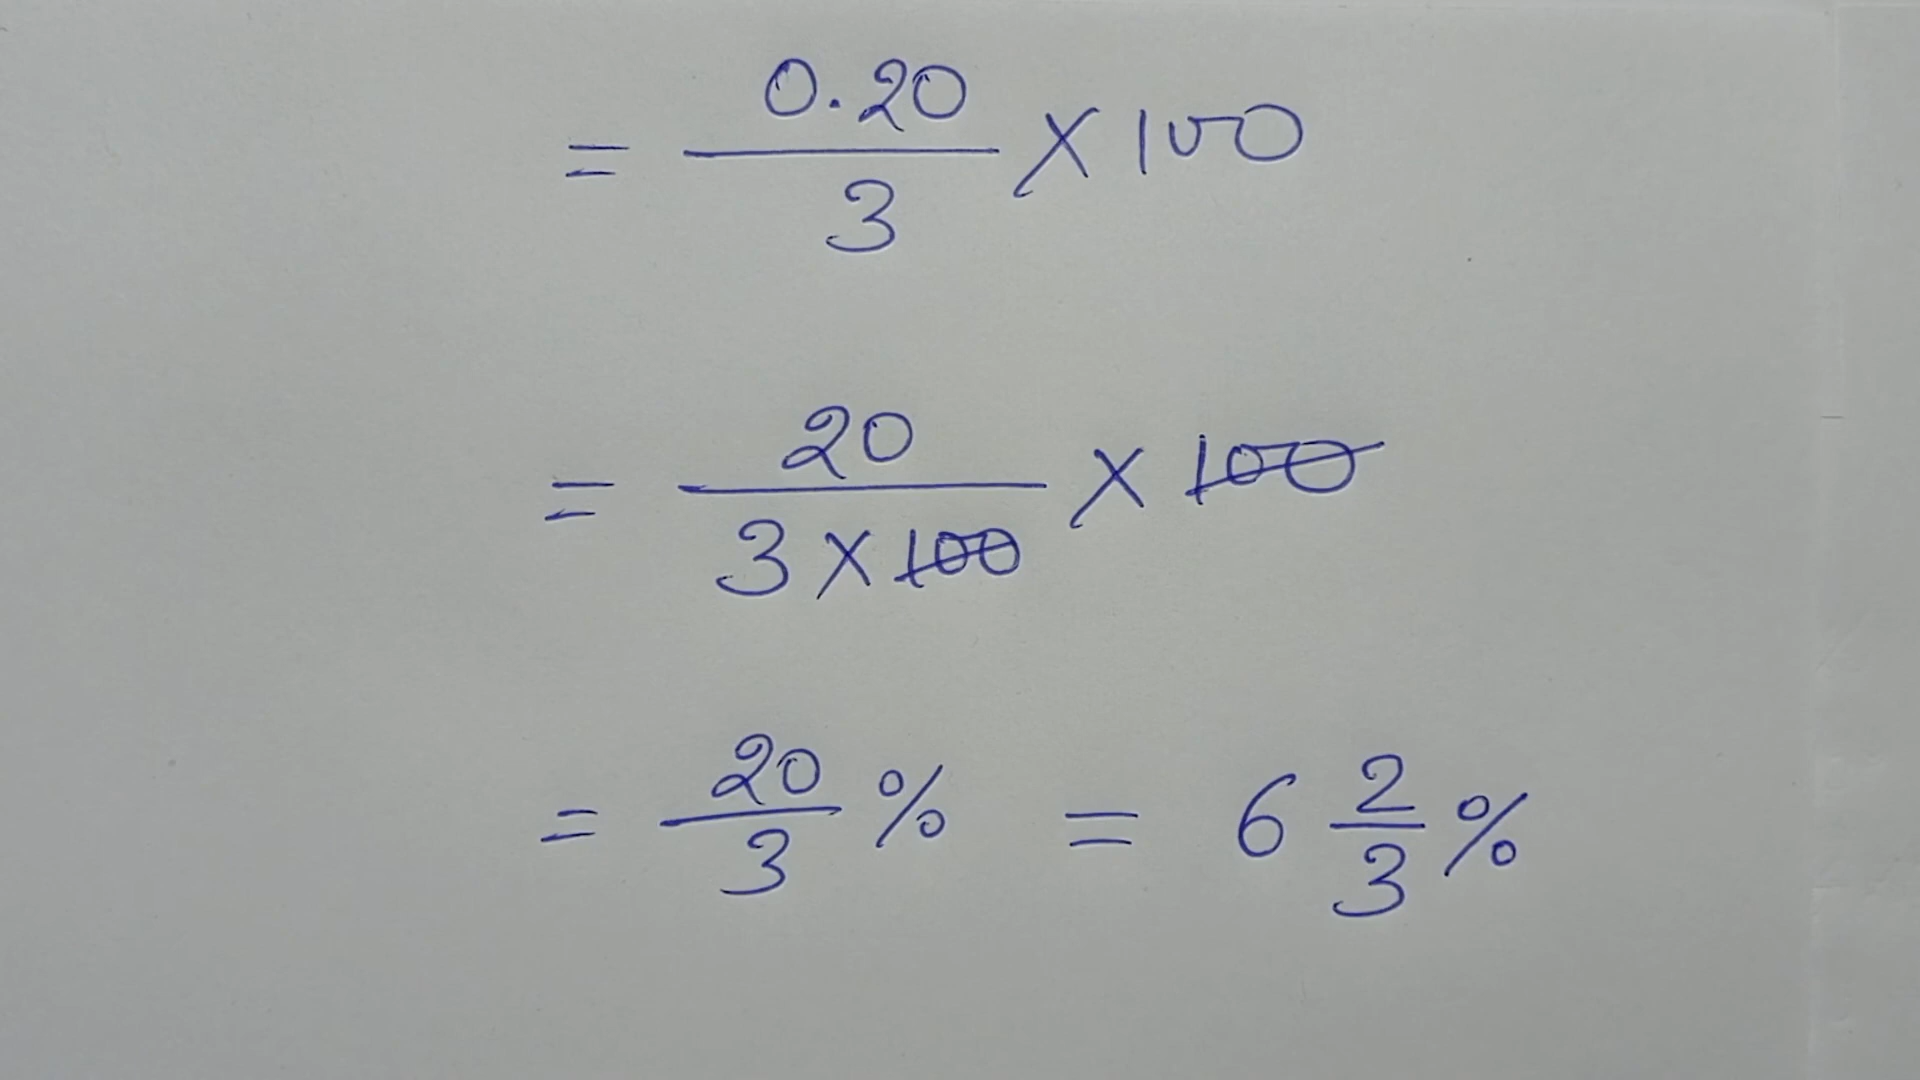 = 0.20/3 × 100
= 20/(3 × 100) × 100
= 20/3 % = 6 2/3 %